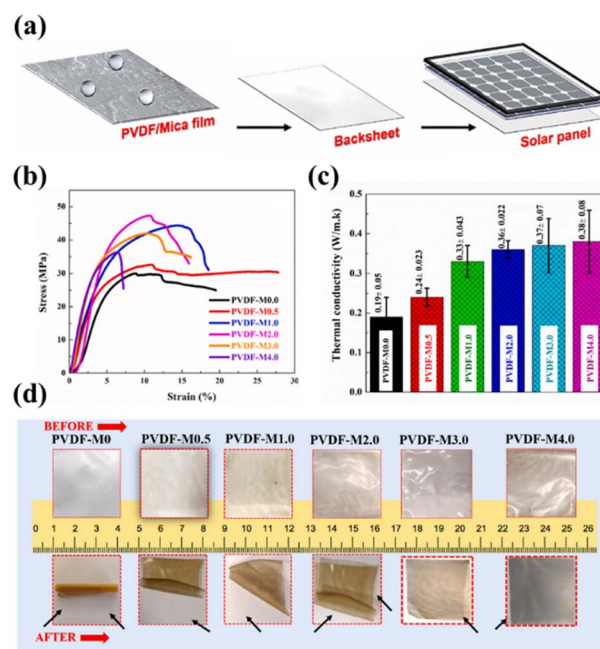 (a)
PVDF/Mica film
Backsheet
Solar panel
(b)
Stress (MPa)
50
40
30
20
10
0
0
5
10
15
20
25
Strain (%)
PVDF-M0.0
PVDF-M0.5
PVDF-M1.0
PVDF-M2.0
PVDF-M3.0
PVDF-M4.0
(c)
Thermal conductivity (W/m.k)
0.5
0.4
0.3
0.2
0.1
0.0
0.19± 0.05
0.24± 0.023
0.33± 0.043
0.36± 0.022
0.37± 0.07
0.38± 0.08
PVDF-M0.0
PVDF-M0.5
PVDF-M1.0
PVDF-M2.0
PVDF-M3.0
PVDF-M4.0
(d)
BEFORE
PVDF-M0 PVDF-M0.5 PVDF-M1.0 PVDF-M2.0 PVDF-M3.0 PVDF-M4.0
0 1 2 3 4 5 6 7 8 9 10 11 12 13 14 15 16 17 18 19 20 21 22 23 24 25 26
AFTER